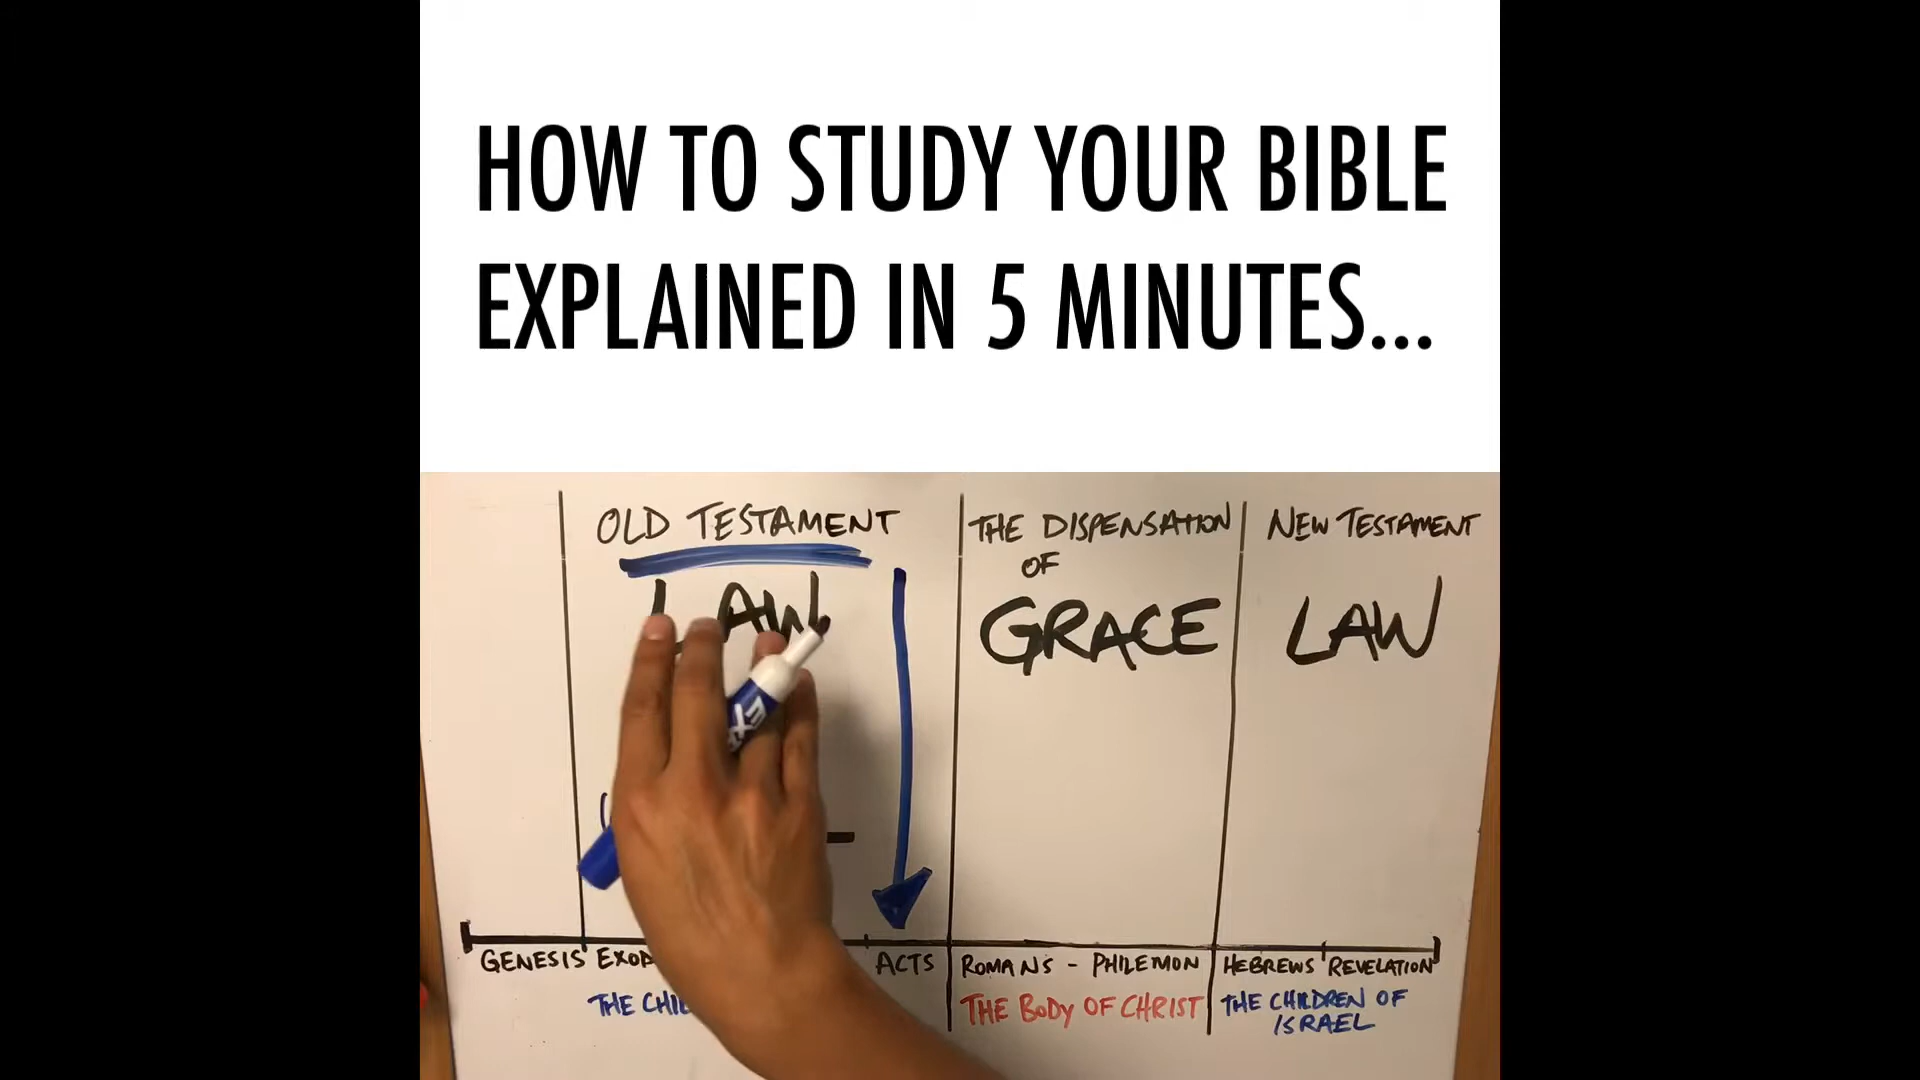 HOW TO STUDY YOUR BIBLE
EXPLAINED IN 5 MINUTES...
OLD TESTAMENT
THE DISPENSATION
OF
NEW TESTAMENT
LAW
GRACE
LAW
GENESIS
ACTS
ROMANS - PHILEMON
HEBREWS
REVELATION
THE
THE BODY OF CHRIST
THE CHILDREN OF
ISRAEL